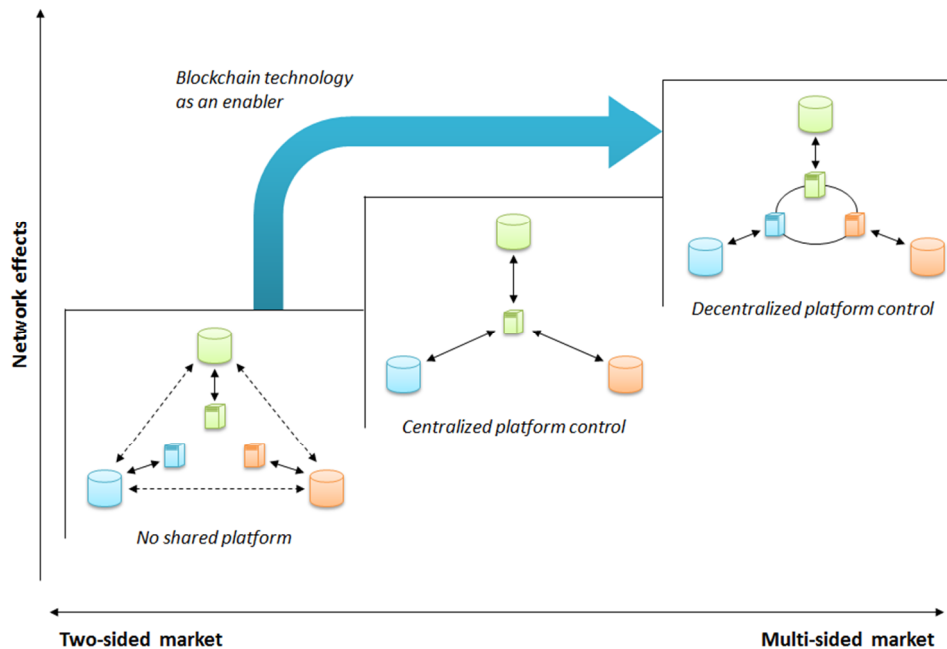 Blockchain technology
as an enabler
Network effects
Decentralized platform control
Centralized platform control
No shared platform
Two-sided market
Multi-sided market